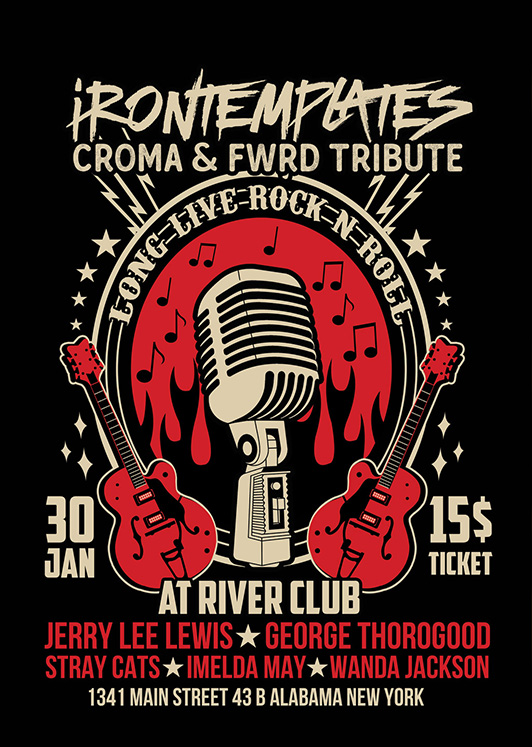 iRONTEMPLATES
CROMA & FWRD TRIBUTE
LONG LIVE ROCK N ROLL
30
JAN
15$
TICKET
AT RIVER CLUB
JERRY LEE LEWIS ★ GEORGE THOROGOOD
STRAY CATS ★ IMELDA MAY ★ WANDA JACKSON
1341 MAIN STREET 43 B ALABAMA NEW YORK